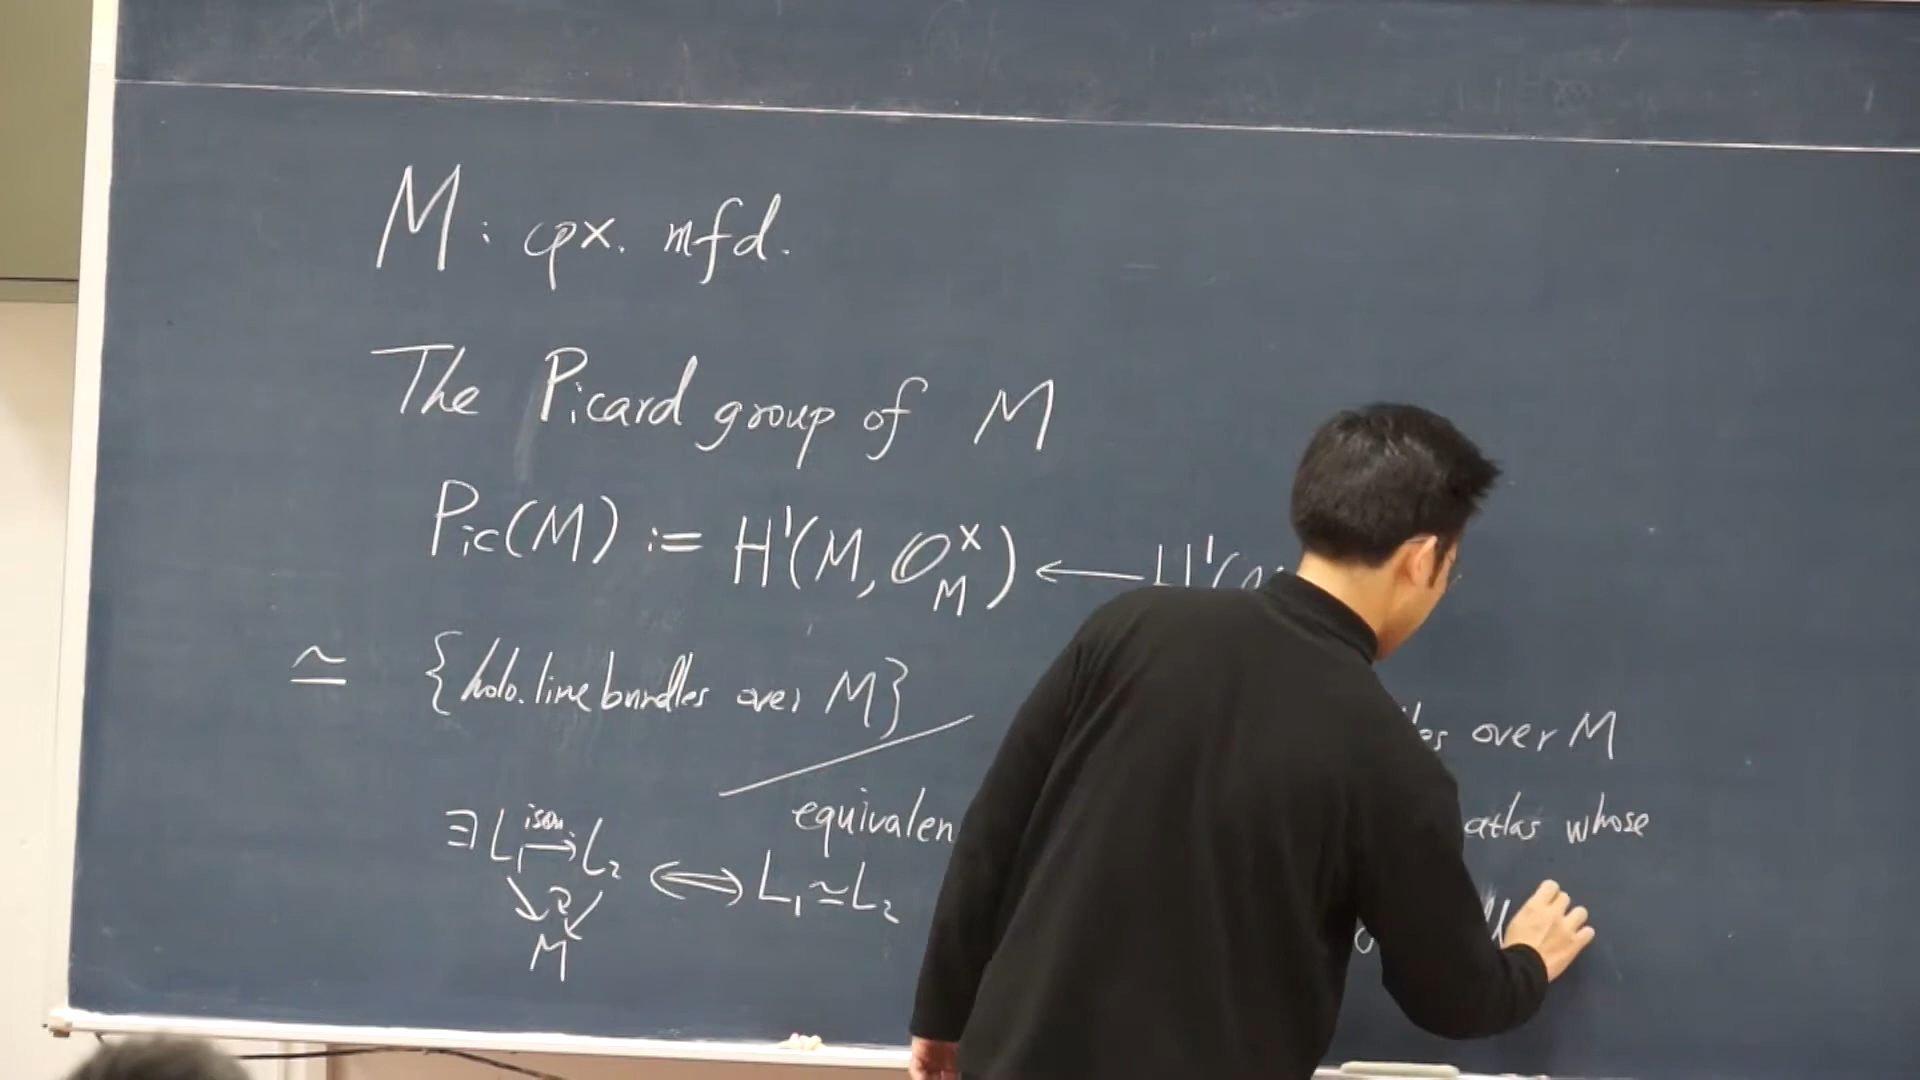 M : cpx. mfd.
The Picard group of M
Pic(M) := H¹(M, O_M^×) ← H¹(
≃ {holo. line bundles over M}
over M
equivalen
atlas whose
∃ L₁ isom. → L₂ ⟺ L₁ ≃ L₂
↘ ↙
M